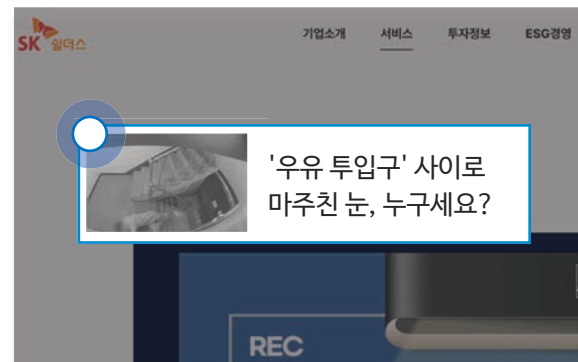 SK 쉴더스
기업소개 서비스 투자정보 ESG경영
'우유 투입구' 사이로
마주친 눈, 누구세요?
REC